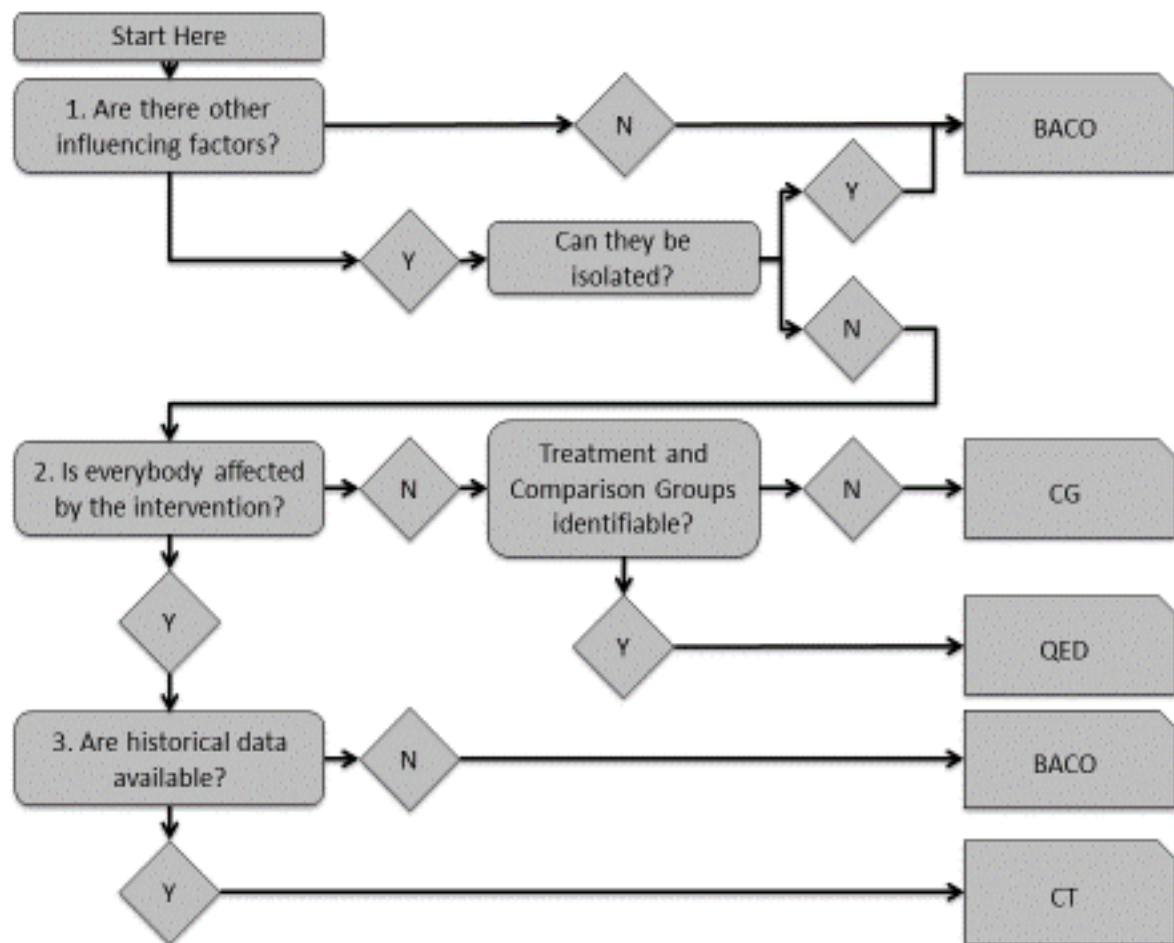 Start Here
1. Are there other
influencing factors?
N
BACO
Y
Y
Can they be
isolated?
N
2. Is everybody affected
by the intervention?
N
Treatment and
Comparison Groups
identifiable?
N
CG
Y
Y
QED
3. Are historical data
available?
N
BACO
Y
CT